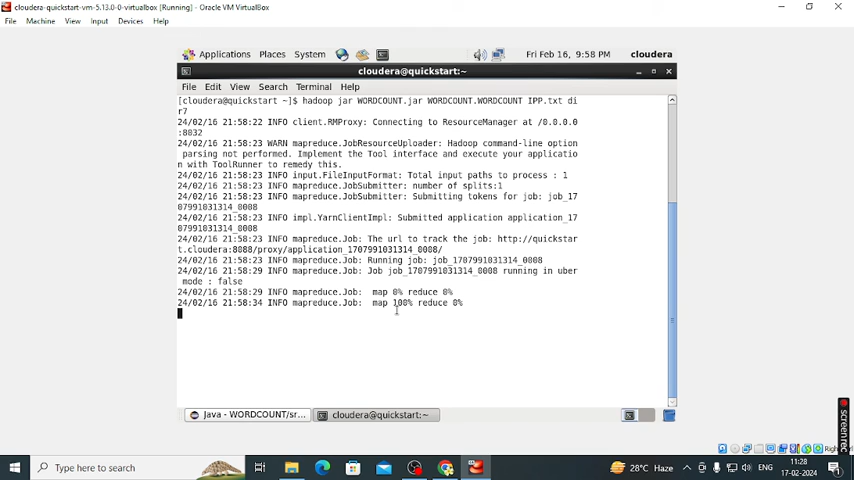 cloudera-quickstart-vm-5.13.0-0-virtualbox [Running] - Oracle VM VirtualBox
File Machine View Input Devices Help
Applications Places System Fri Feb 16, 9:58 PM cloudera
cloudera@quickstart:~
File Edit View Search Terminal Help
[cloudera@quickstart ~]$ hadoop jar WORDCOUNT.jar WORDCOUNT.WORDCOUNT IPP.txt di
r7
24/02/16 21:58:22 INFO client.RMProxy: Connecting to ResourceManager at /0.0.0.0
:8032
24/02/16 21:58:23 WARN mapreduce.JobResourceUploader: Hadoop command-line option
parsing not performed. Implement the Tool interface and execute your applicatio
n with ToolRunner to remedy this.
24/02/16 21:58:23 INFO input.FileInputFormat: Total input paths to process : 1
24/02/16 21:58:23 INFO mapreduce.JobSubmitter: number of splits:1
24/02/16 21:58:23 INFO mapreduce.JobSubmitter: Submitting tokens for job: job_17
07991031314_0008
24/02/16 21:58:23 INFO impl.YarnClientImpl: Submitted application application_17
07991031314_0008
24/02/16 21:58:23 INFO mapreduce.Job: The url to track the job: http://quickstar
t.cloudera:8088/proxy/application_1707991031314_0008/
24/02/16 21:58:23 INFO mapreduce.Job: Running job: job_1707991031314_0008
24/02/16 21:58:29 INFO mapreduce.Job: Job job_1707991031314_0008 running in uber
mode : false
24/02/16 21:58:29 INFO mapreduce.Job:  map 0% reduce 0%
24/02/16 21:58:34 INFO mapreduce.Job:  map 100% reduce 0%
Java - WORDCOUNT/sr... cloudera@quickstart:~
screenrec
Right
Type here to search 28°C Haze ENG 11:28
17-02-2024